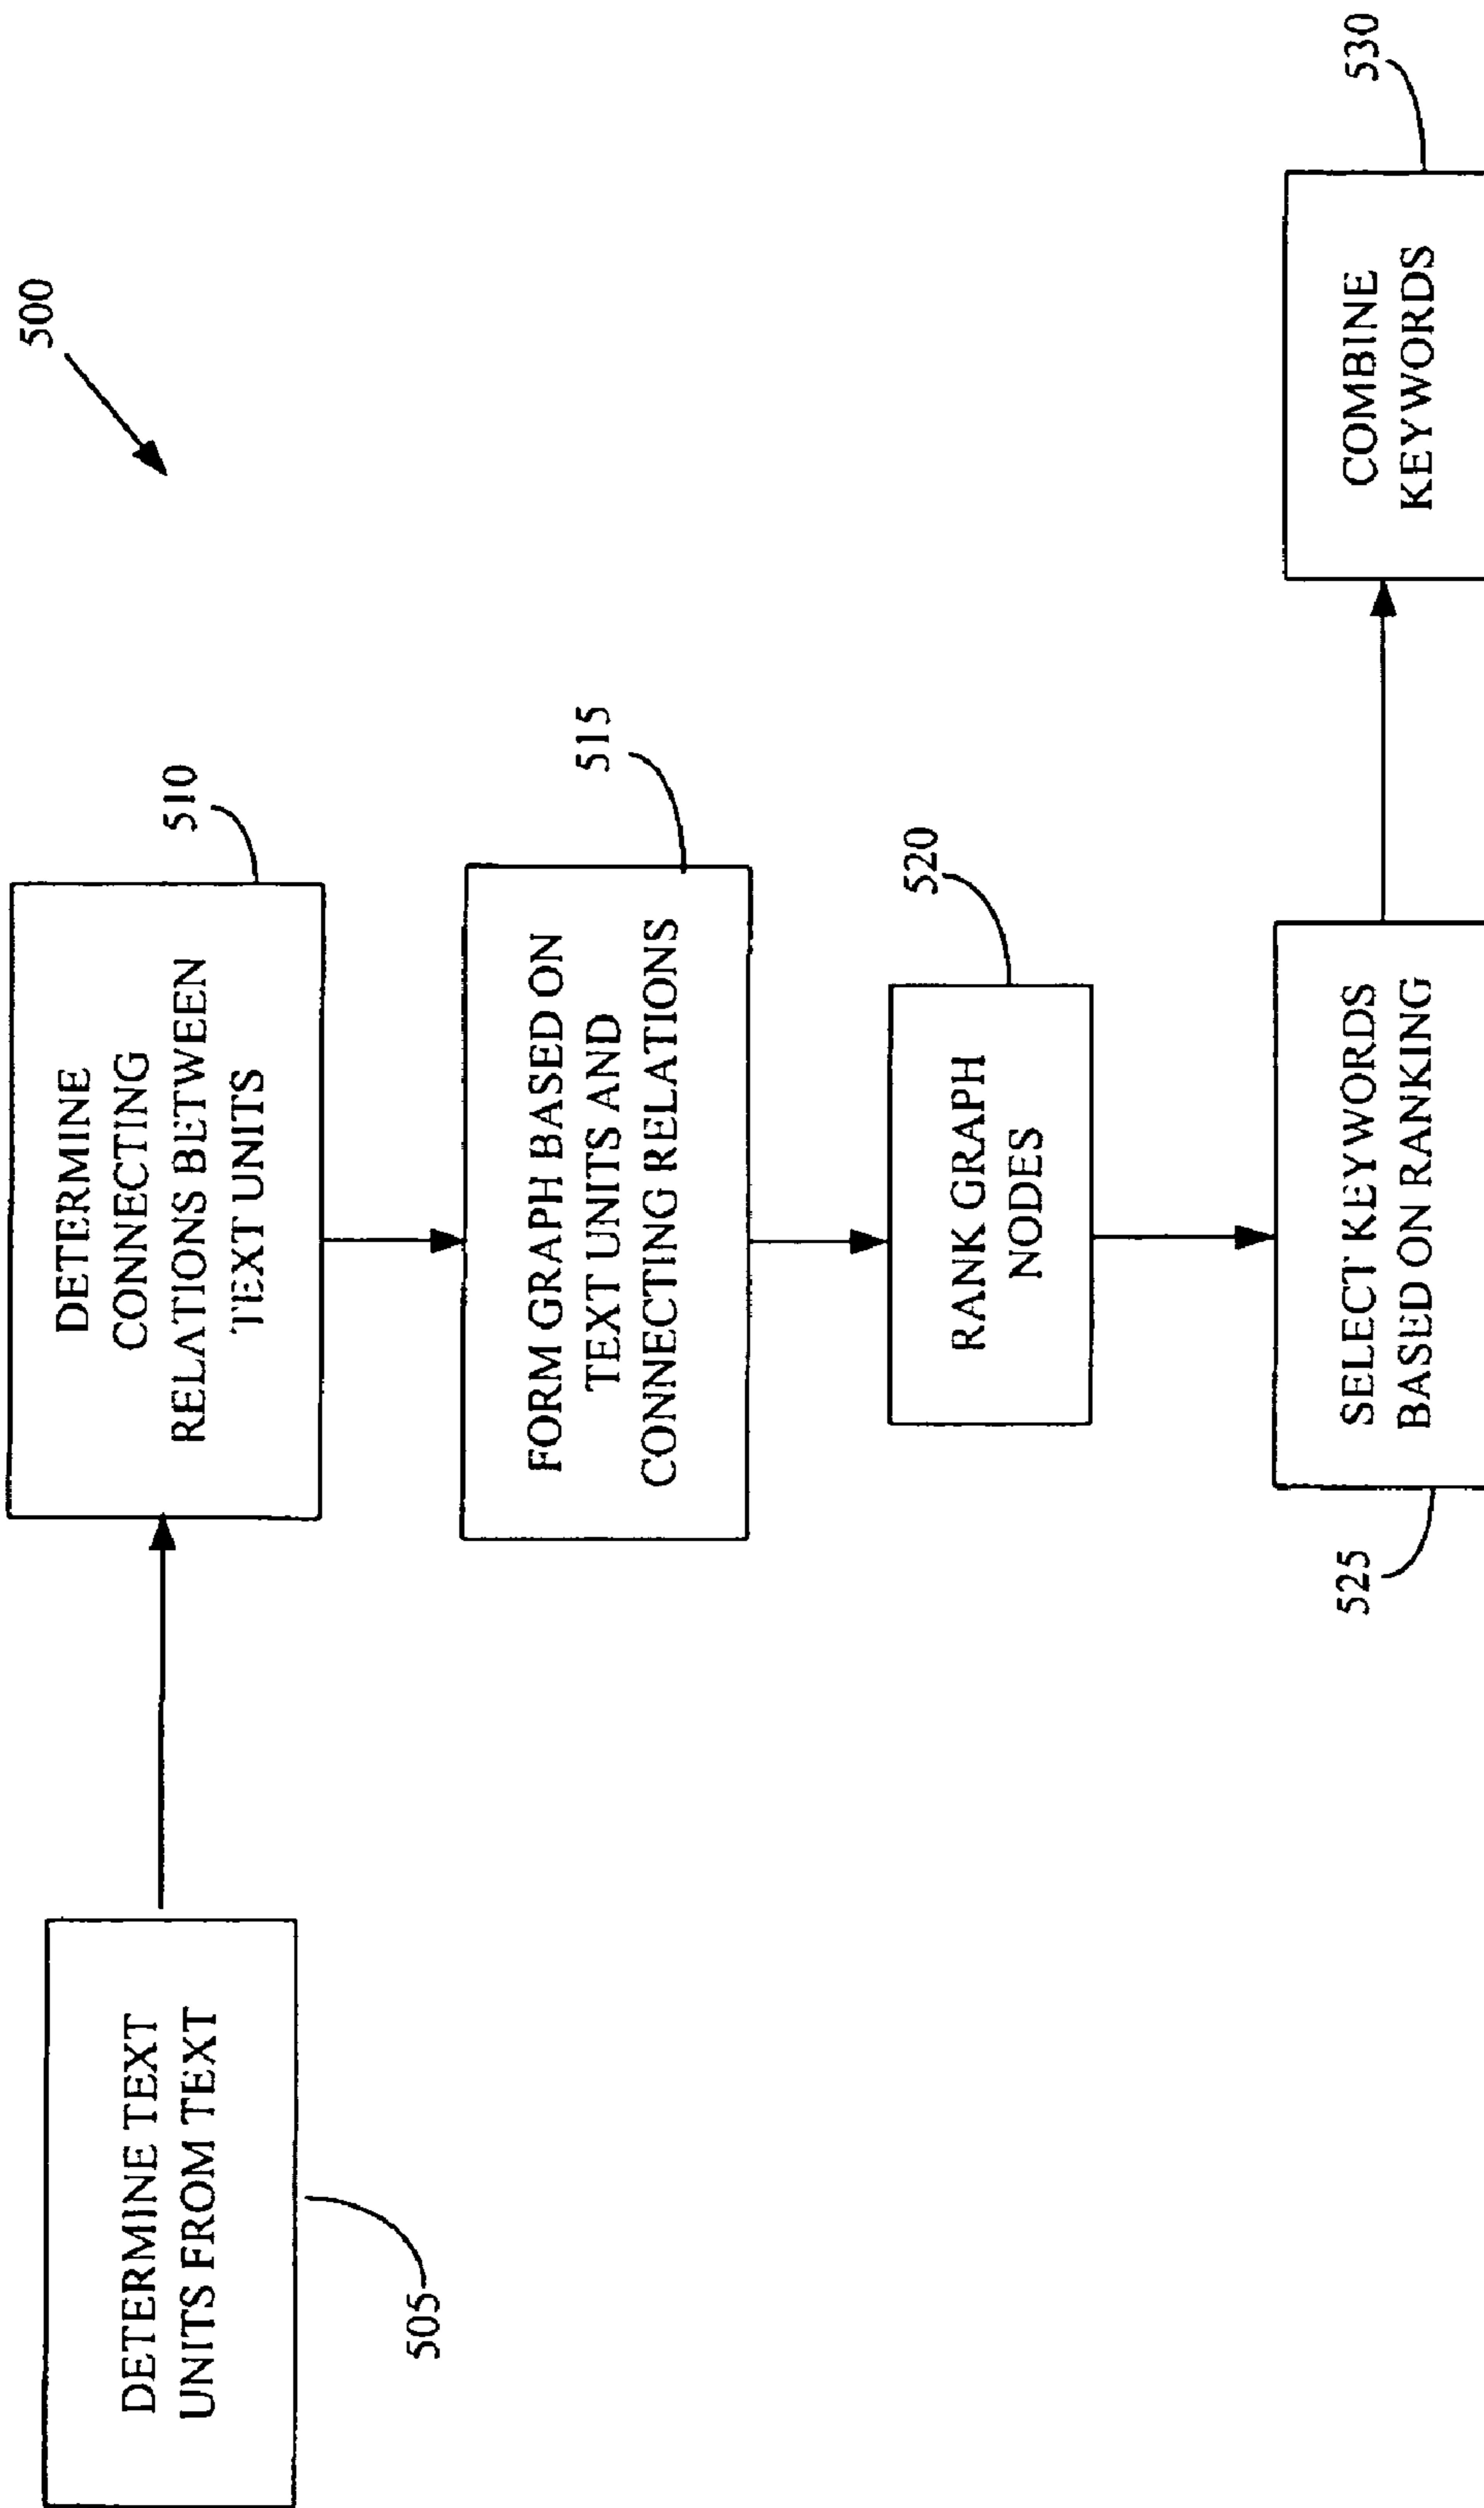 500
DETERMINE TEXT
UNITS FROM TEXT
505
DETERMINE
CONNECTING
RELATIONS BETWEEN
TEXT UNITS
510
FORM GRAPH BASED ON
TEXT UNITS AND
CONNECTING RELATIONS
515
RANK GRAPH
NODES
520
SELECT KEYWORDS
BASED ON RANKING
525
COMBINE
KEYWORDS
530